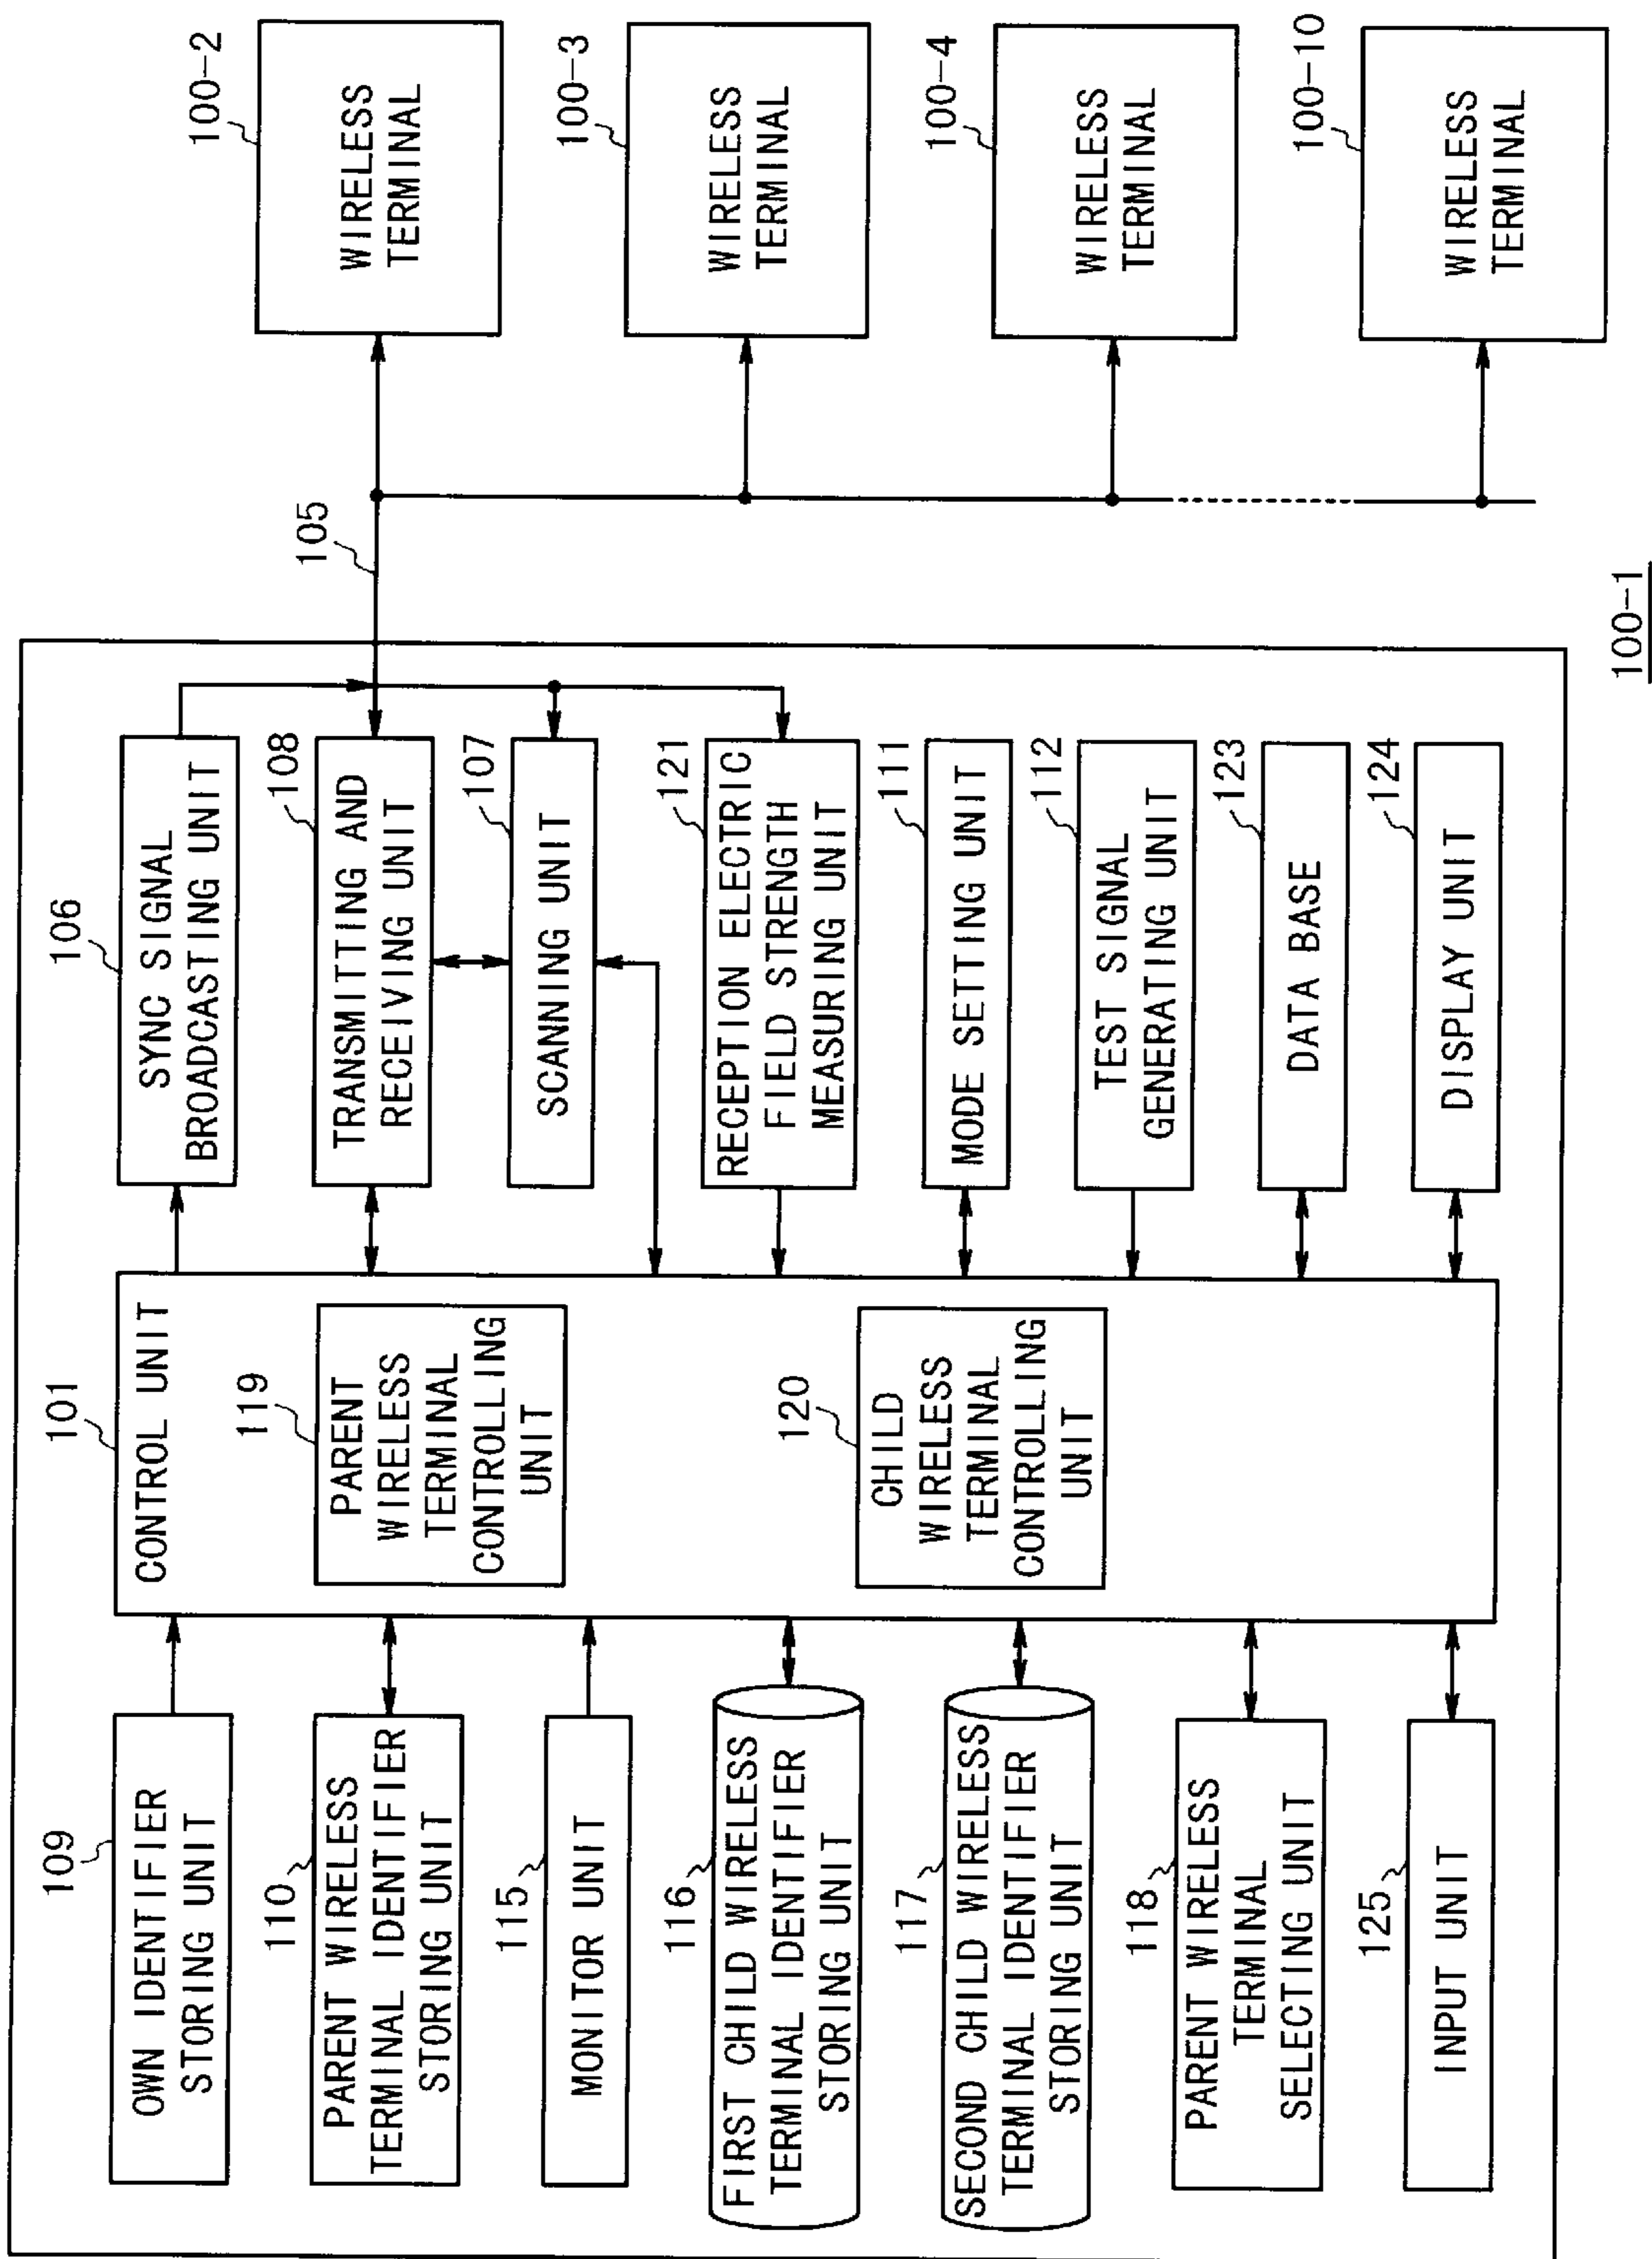 109
OWN IDENTIFIER
STORING UNIT
110
PARENT WIRELESS
TERMINAL IDENTIFIER
STORING UNIT
115
MONITOR UNIT
116
FIRST CHILD WIRELESS
TERMINAL IDENTIFIER
STORING UNIT
117
SECOND CHILD WIRELESS
TERMINAL IDENTIFIER
STORING UNIT
118
PARENT WIRELESS
TERMINAL
SELECTING UNIT
125
INPUT UNIT
101
CONTROL UNIT
119
PARENT
WIRELESS
TERMINAL
CONTROLLING
UNIT
120
CHILD
WIRELESS
TERMINAL
CONTROLLING
UNIT
106
SYNC SIGNAL
BROADCASTING UNIT
108
TRANSMITTING AND
RECEIVING UNIT
107
SCANNING UNIT
121
RECEPTION ELECTRIC
FIELD STRENGTH
MEASURING UNIT
111
MODE SETTING UNIT
112
TEST SIGNAL
GENERATING UNIT
123
DATA BASE
124
DISPLAY UNIT
105
100-1
100-2
WIRELESS
TERMINAL
100-3
WIRELESS
TERMINAL
100-4
WIRELESS
TERMINAL
100-10
WIRELESS
TERMINAL